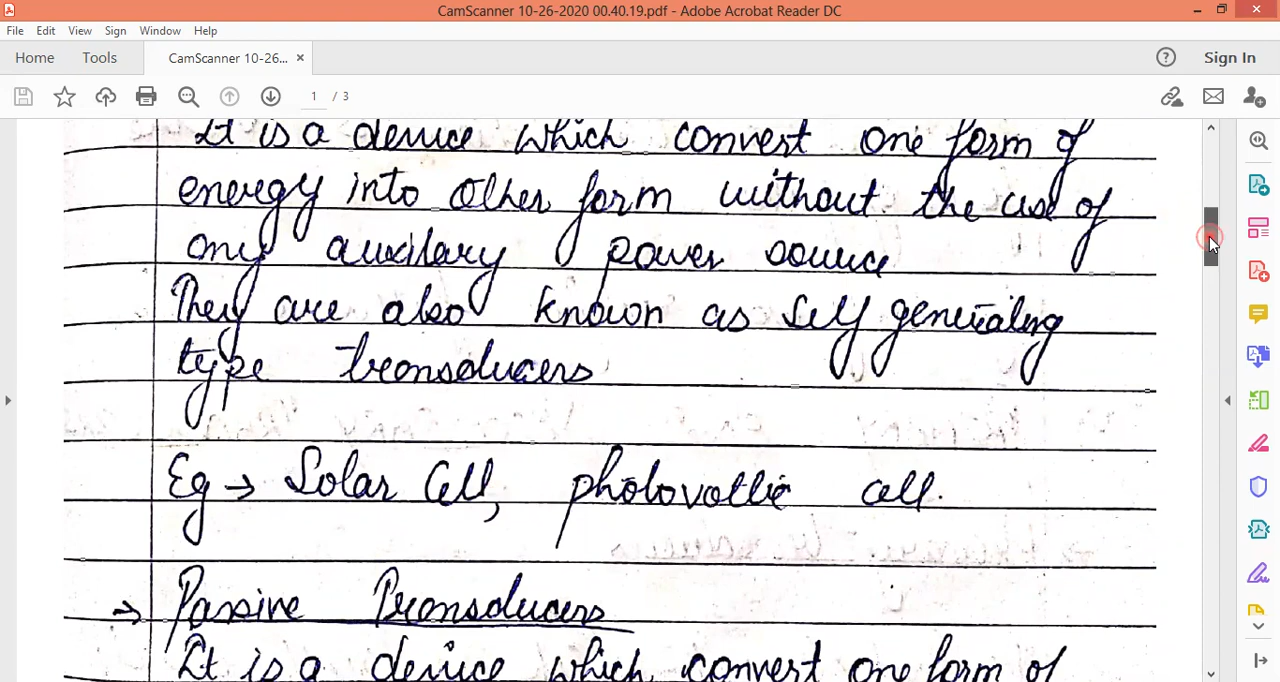 CamScanner 10-26-2020 00.40.19.pdf - Adobe Acrobat Reader DC
File Edit View Sign Window Help
Home Tools CamScanner 10-26... × Sign In
1 / 3
It is a device which convert one form of
energy into other form without the use of
any auxilary power source
They are also known as Self generating
type transducers
Eg → Solar Cell, photovoltic cell.
→ Passive Transducers
It is a device which convert one form of